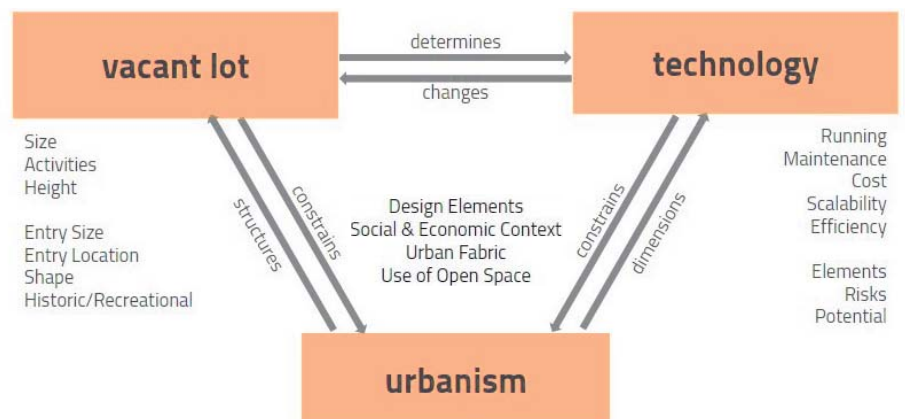 vacant lot
determines
changes
technology
Size
Activities
Height
Entry Size
Entry Location
Shape
Historic/Recreational
structures
constrains
Design Elements
Social & Economic Context
Urban Fabric
Use of Open Space
constrains
dimensions
Running
Maintenance
Cost
Scalability
Efficiency
Elements
Risks
Potential
urbanism